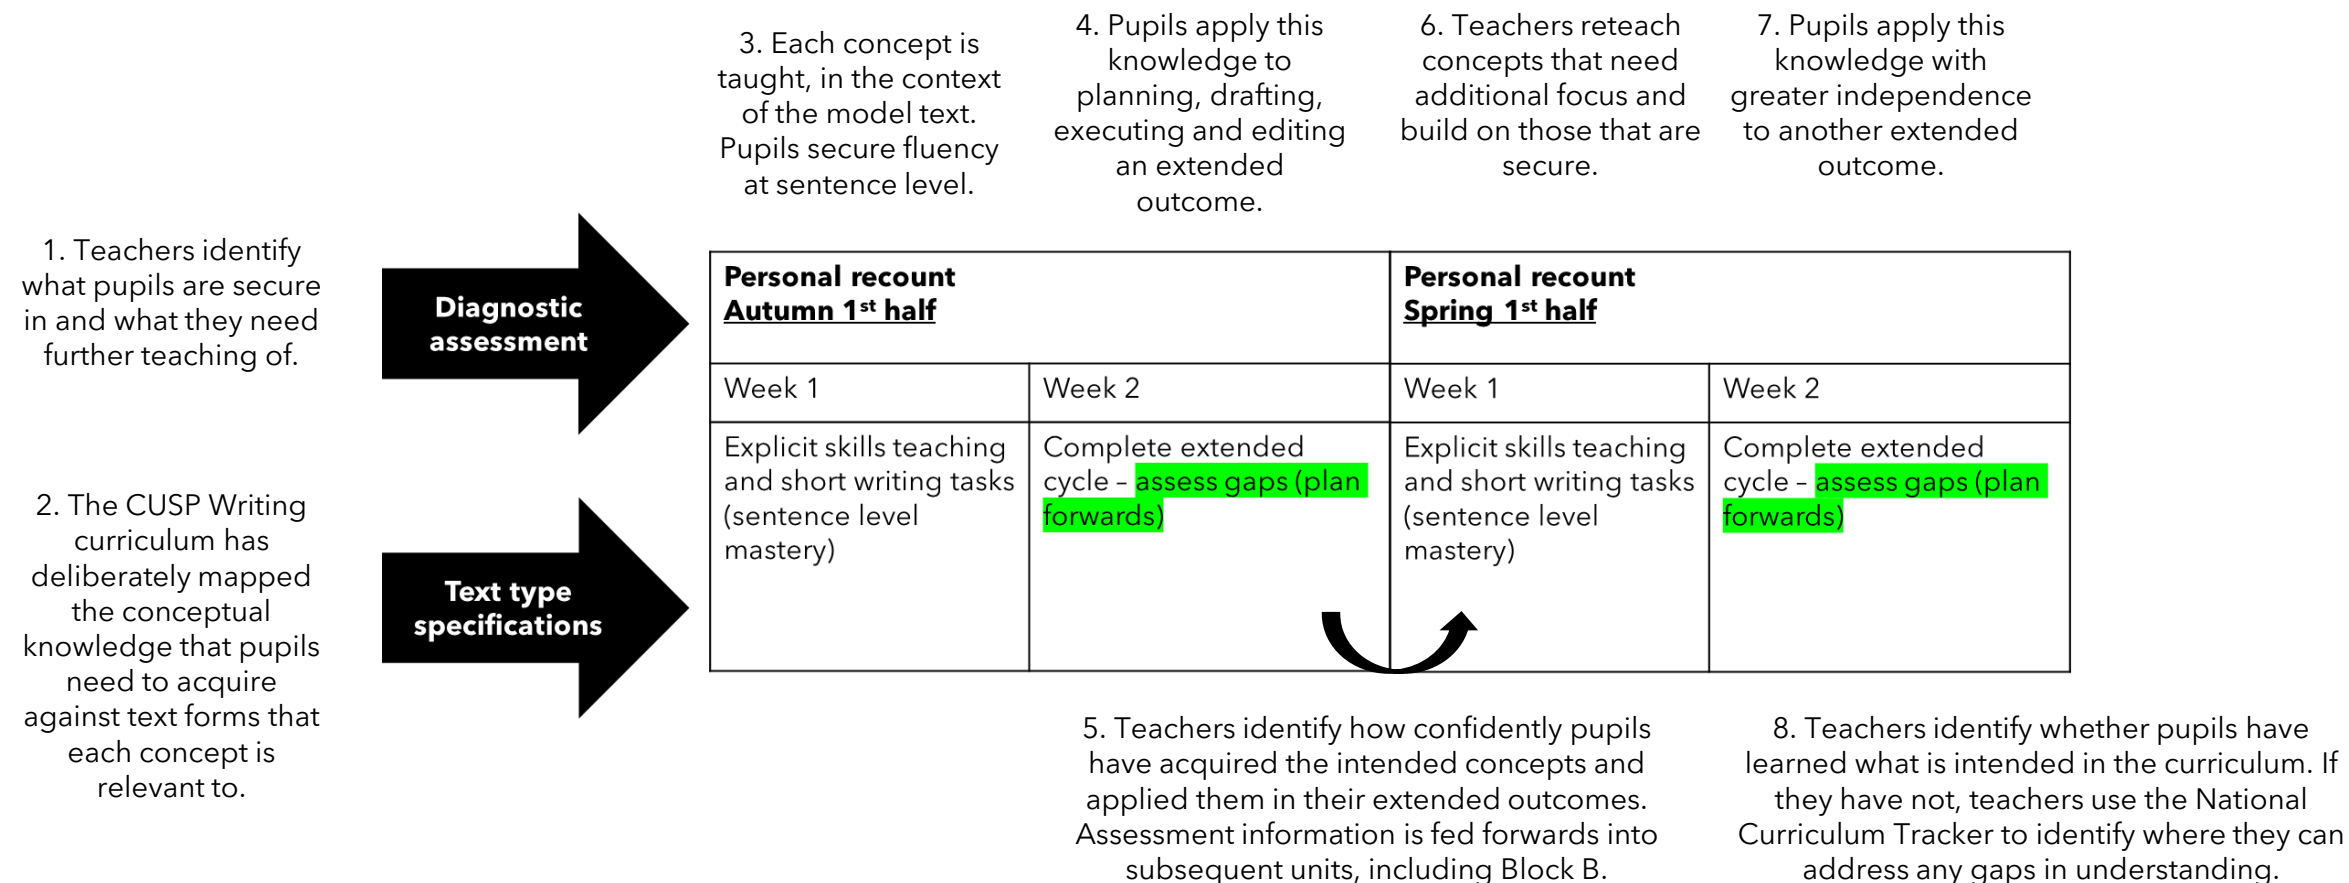 1. Teachers identify
what pupils are secure
in and what they need
further teaching of.
Diagnostic
assessment
2. The CUSP Writing
curriculum has
deliberately mapped
the conceptual
knowledge that pupils
need to acquire
against text forms that
each concept is
relevant to.
Text type
specifications
3. Each concept is
taught, in the context
of the model text.
Pupils secure fluency
at sentence level.
4. Pupils apply this
knowledge to
planning, drafting,
executing and editing
an extended
outcome.
6. Teachers reteach
concepts that need
additional focus and
build on those that are
secure.
7. Pupils apply this
knowledge with
greater independence
to another extended
outcome.
Personal recount
Autumn 1st half
Personal recount
Spring 1st half
Week 1
Week 2
Week 1
Week 2
Explicit skills teaching
and short writing tasks
(sentence level
mastery)
Complete extended
cycle – assess gaps (plan
forwards)
Explicit skills teaching
and short writing tasks
(sentence level
mastery)
Complete extended
cycle – assess gaps (plan
forwards)
5. Teachers identify how confidently pupils
have acquired the intended concepts and
applied them in their extended outcomes.
Assessment information is fed forwards into
subsequent units, including Block B.
8. Teachers identify whether pupils have
learned what is intended in the curriculum. If
they have not, teachers use the National
Curriculum Tracker to identify where they can
address any gaps in understanding.